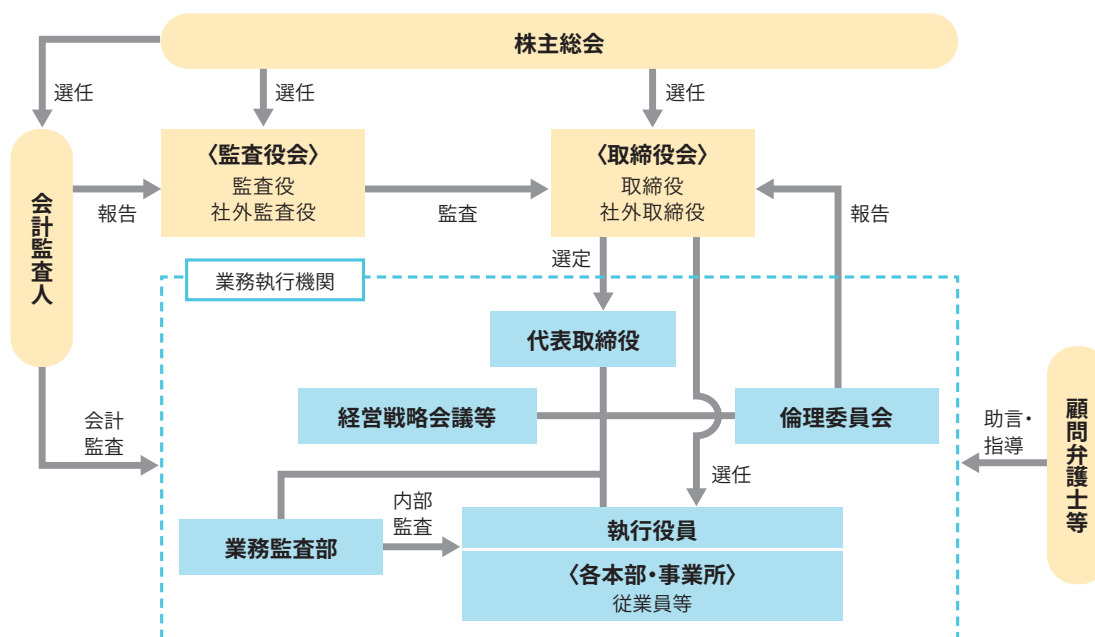 株主総会
選任
選任
選任
会計監査人
〈監査役会〉
監査役
社外監査役
〈取締役会〉
取締役
社外取締役
報告
監査
報告
選定
業務執行機関
代表取締役
経営戦略会議等
倫理委員会
会計
監査
助言・
指導
顧問弁護士等
選任
内部
監査
業務監査部
執行役員
〈各本部・事業所〉
従業員等